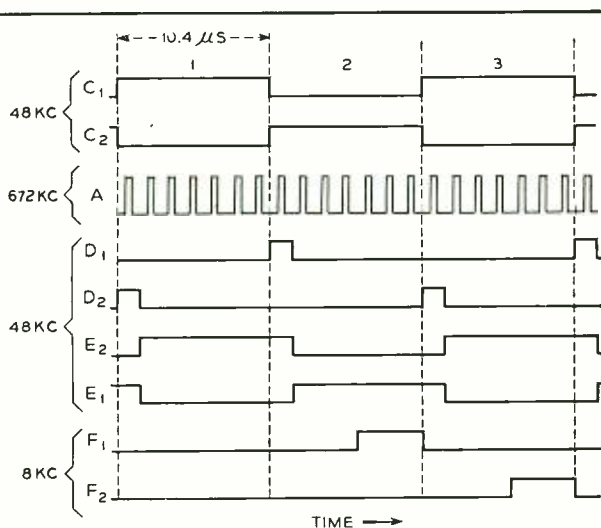 10.4 μS
1 2 3
C1
48KC
C2
672KC A
D1
D2
48KC
E2
E1
F1
8KC
F2
TIME